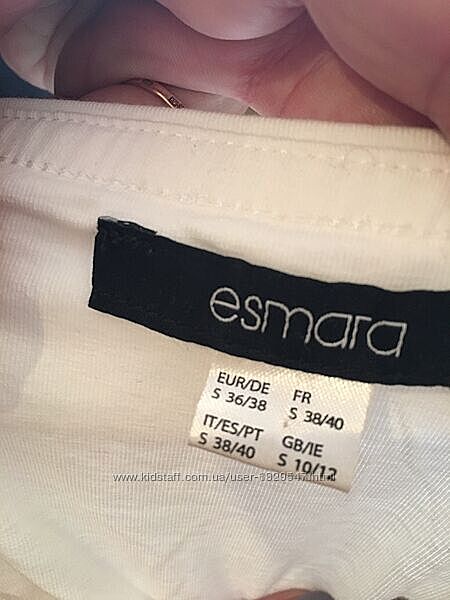 esmara
EUR/DE FR
S 36/38 S 38/40
IT/ES/PT GB/IE
S 38/40 S 10/12